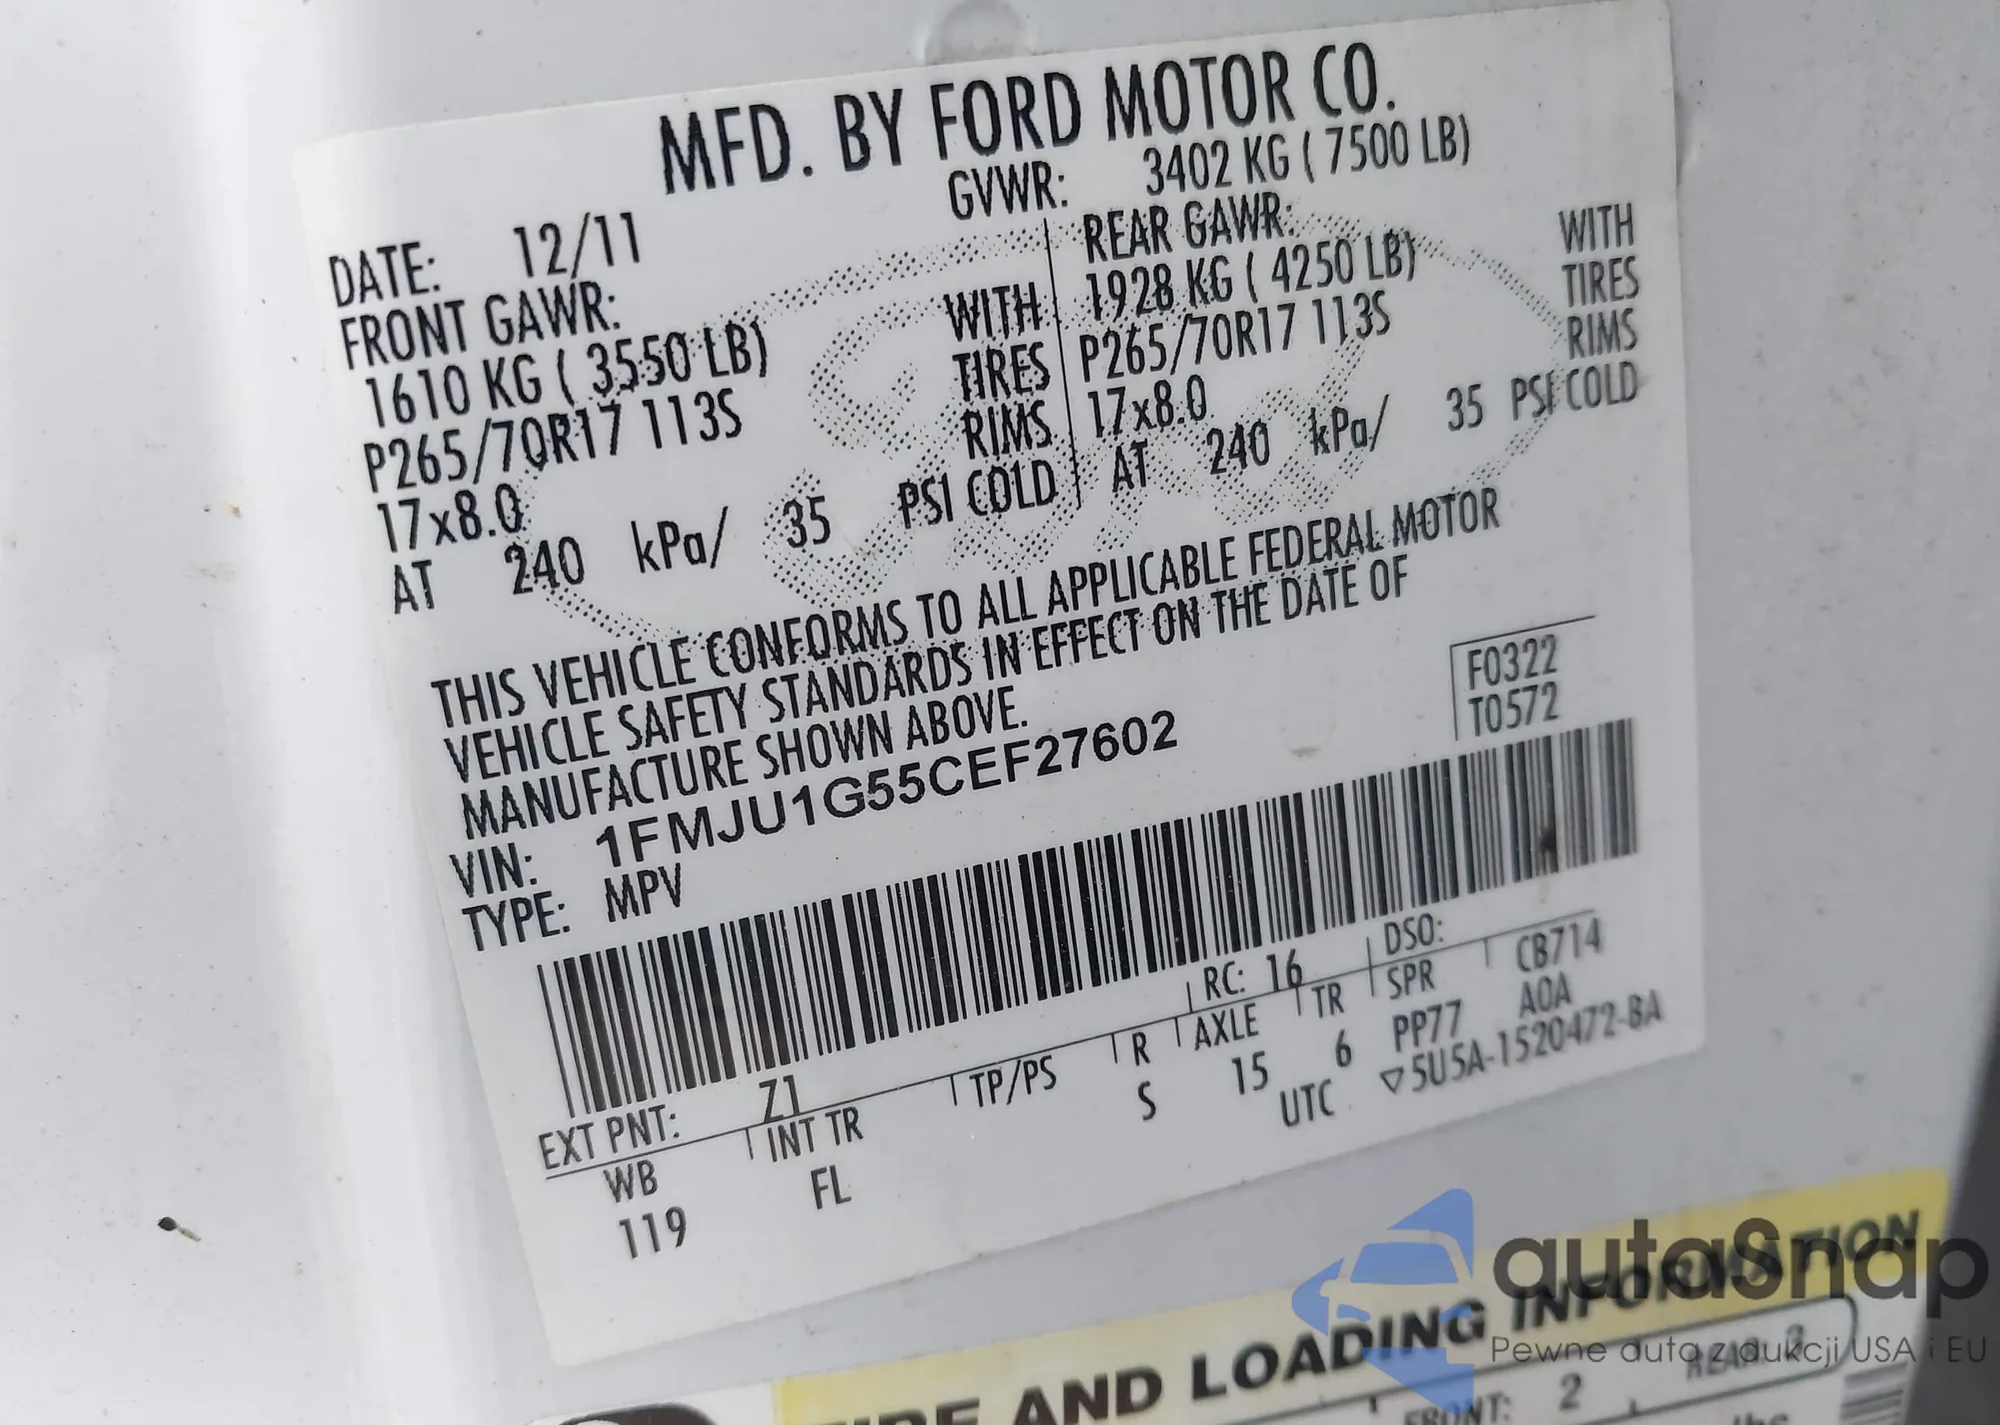 MFD. BY FORD MOTOR CO.
DATE: 12/11
GVWR: 3402 KG ( 7500 LB)
FRONT GAWR:
1610 KG ( 3550 LB)
P265/70R17 113S
17x8.0
WITH
TIRES
RIMS
AT 240 kPa/ 35 PSI COLD
REAR GAWR:
1928 KG ( 4250 LB)
P265/70R17 113S
17x8.0
WITH
TIRES
RIMS
AT 240 kPa/ 35 PSI COLD
THIS VEHICLE CONFORMS TO ALL APPLICABLE FEDERAL MOTOR
VEHICLE SAFETY STANDARDS IN EFFECT ON THE DATE OF
MANUFACTURE SHOWN ABOVE.
VIN: 1FMJU1G55CEF27602
TYPE: MPV
F0322
T0572
EXT PNT: Z1
RC: 16
DSO:
WB
INT TR
TP/PS
R
AXLE
TR
SPR
CB714
119
FL
S
15
6
PP77
AOA
UTC
▽5U5A-1520472-BA
autoSnap
Pewne auta z aukcji USA i EU
AND LOADING INFORMATION
FRONT: 2
REAR 3
the